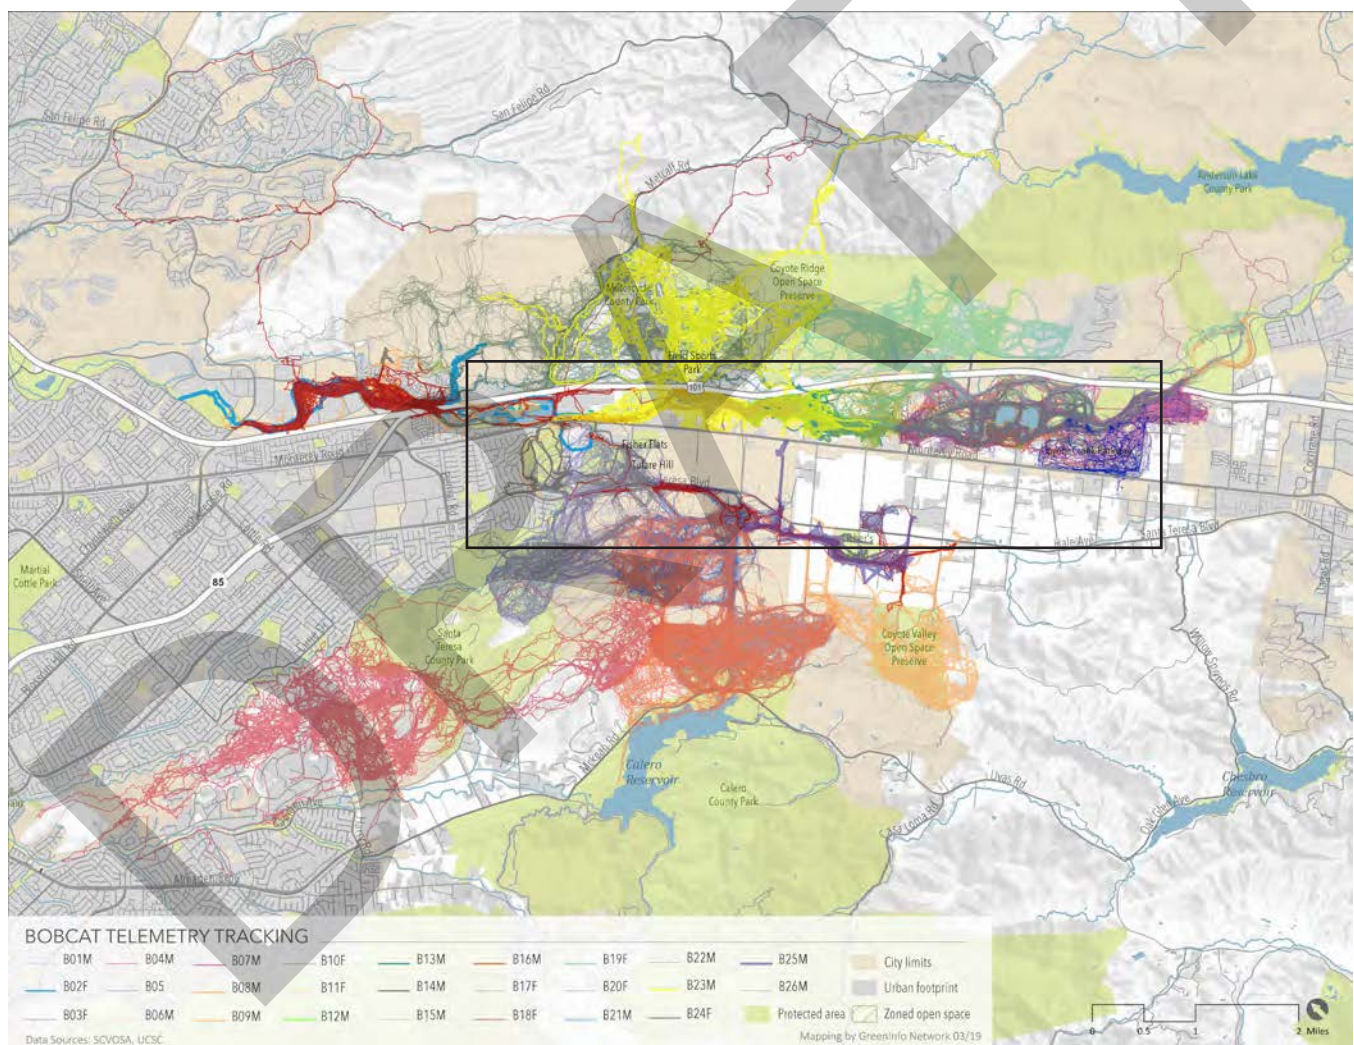 San Felipe Rd
San Felipe Rd
Metcalf Rd
Anderson Lake
County Park
Coyote Ridge
Open Space
Preserve
Motorcycle
County Park
Field Sports
Park
101
Monterey Road
Fisher Flats
Tulare Hill
Monterey Road
Cochrane Rd
Santa Teresa Blvd
Hale Ave
Martial
Cottle Park
85
Santa
Teresa
County Park
Coyote Valley
Open Space
Preserve
Willow Springs Rd
McKean Rd
Calero
Reservoir
Calero
County Park
Uvas Rd
Casa Loma Rd
Oak Glen Ave
Chesbro
Reservoir
DRAFT
BOBCAT TELEMETRY TRACKING
B01M B04M B07M B10F B13M B16M B19F B22M B25M City limits
B02F B05 B08M B11F B14M B17F B20F B23M B26M Urban footprint
B03F B06M B09M B12M B15M B18F B21M B24F Protected area Zoned open space
0 0.5 1 2 Miles
Data Sources: SCVOSA, UCSC Mapping by GreenInfo Network 03/19